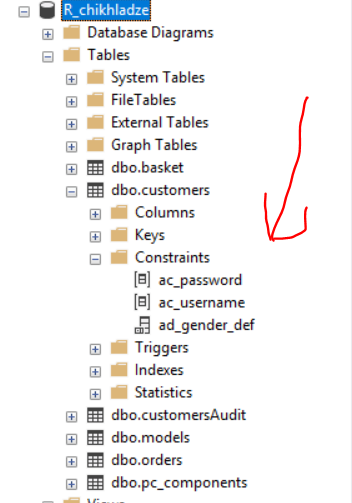 R_chikhladze
Database Diagrams
Tables
System Tables
FileTables
External Tables
Graph Tables
dbo.basket
dbo.customers
Columns
Keys
Constraints
ac_password
ac_username
ad_gender_def
Triggers
Indexes
Statistics
dbo.customersAudit
dbo.models
dbo.orders
dbo.pc_components
Views